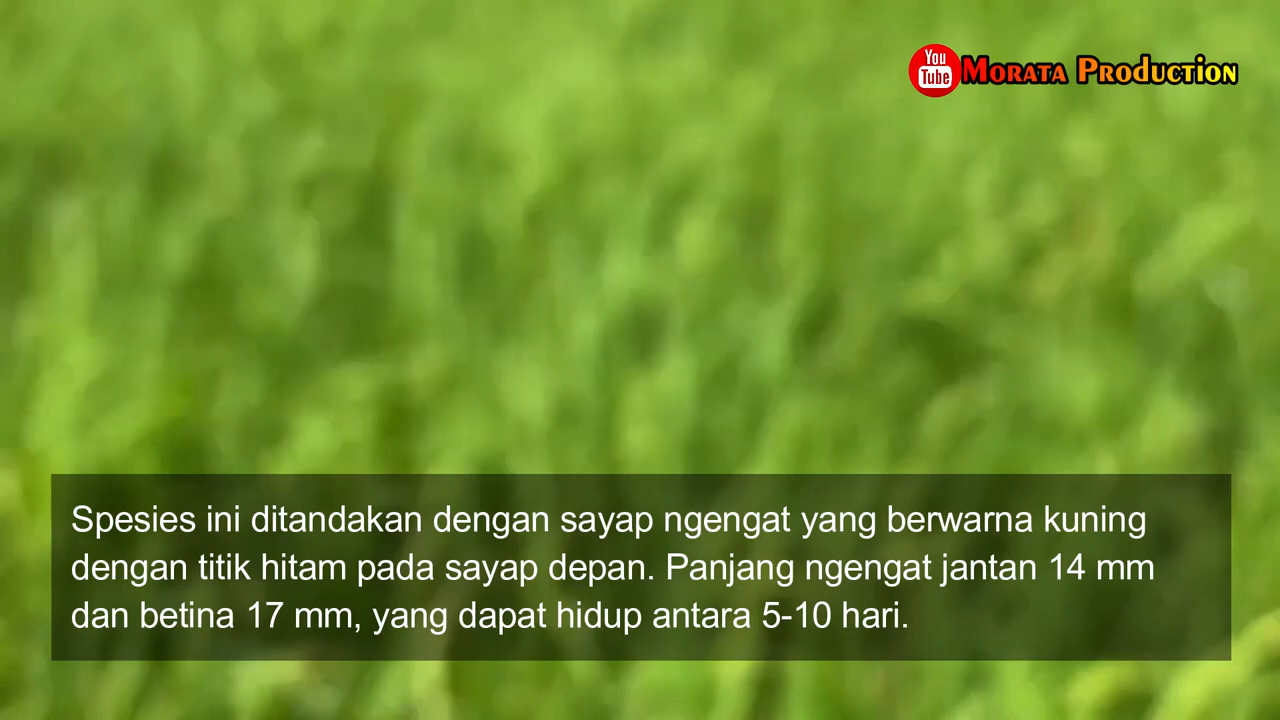 You
Tube
Morata Production
Spesies ini ditandakan dengan sayap ngengat yang berwarna kuning
dengan titik hitam pada sayap depan. Panjang ngengat jantan 14 mm
dan betina 17 mm, yang dapat hidup antara 5-10 hari.